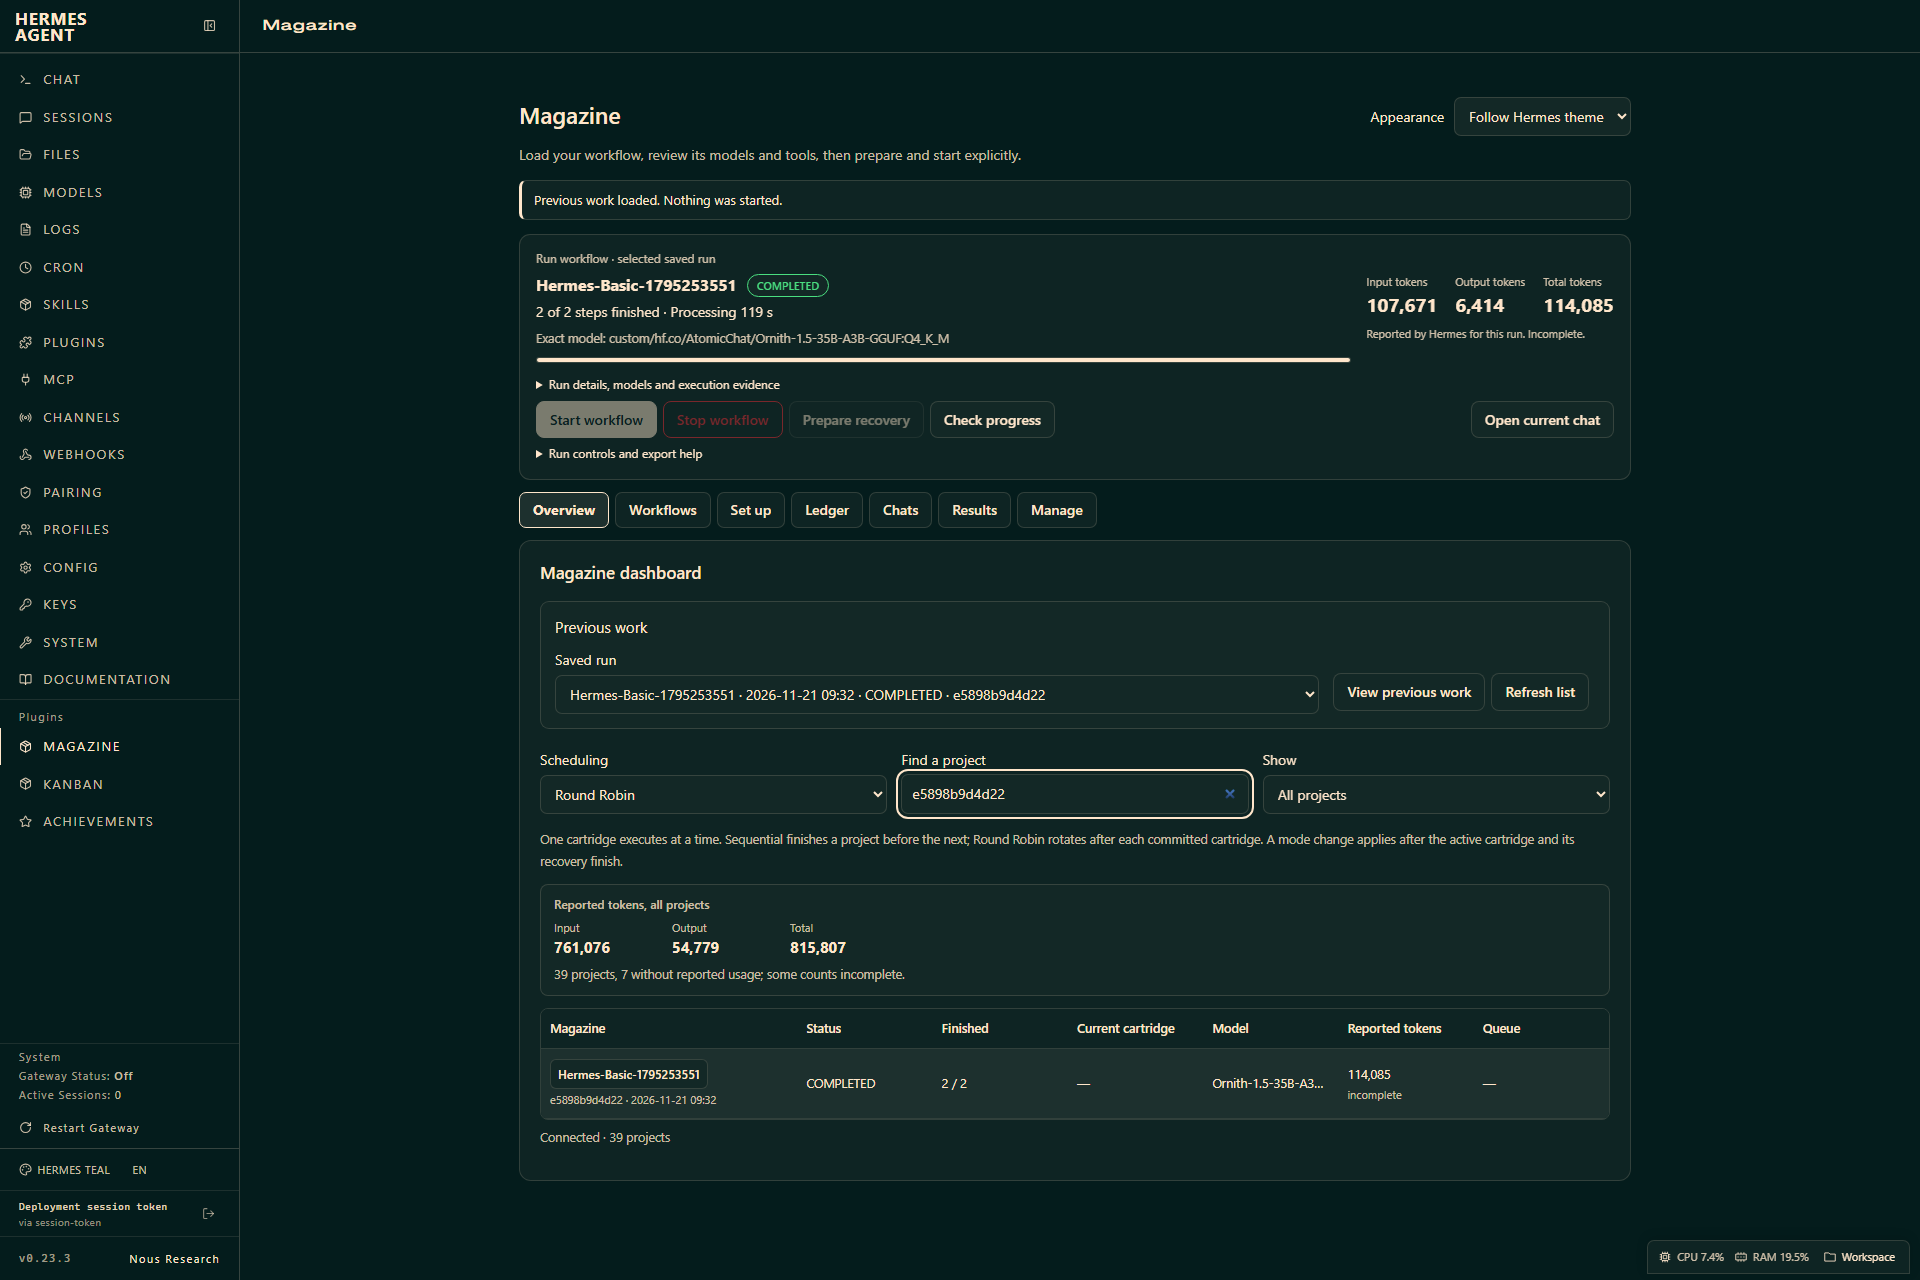 HERMES
AGENT
CHAT
SESSIONS
FILES
MODELS
LOGS
CRON
SKILLS
PLUGINS
MCP
CHANNELS
WEBHOOKS
PAIRING
PROFILES
CONFIG
KEYS
SYSTEM
DOCUMENTATION
Plugins
MAGAZINE
KANBAN
ACHIEVEMENTS
System
Gateway Status: Off
Active Sessions: 0
Restart Gateway
HERMES TEAL EN
Deployment session token
via session-token
v0.23.3 Nous Research
Magazine
Magazine
Appearance Follow Hermes theme
Load your workflow, review its models and tools, then prepare and start explicitly.
Previous work loaded. Nothing was started.
Run workflow · selected saved run
Hermes-Basic-1795253551 COMPLETED
2 of 2 steps finished · Processing 119 s
Exact model: custom/hf.co/AtomicChat/Ornith-1.5-35B-A3B-GGUF:Q4_K_M
Input tokens Output tokens Total tokens
107,671 6,414 114,085
Reported by Hermes for this run. Incomplete.
Run details, models and execution evidence
Start workflow Stop workflow Prepare recovery Check progress Open current chat
Run controls and export help
Overview Workflows Set up Ledger Chats Results Manage
Magazine dashboard
Previous work
Saved run
Hermes-Basic-1795253551 · 2026-11-21 09:32 · COMPLETED · e5898b9d4d22 View previous work Refresh list
Scheduling Find a project Show
Round Robin e5898b9d4d22 All projects
One cartridge executes at a time. Sequential finishes a project before the next; Round Robin rotates after each committed cartridge. A mode change applies after the active cartridge and its
recovery finish.
Reported tokens, all projects
Input Output Total
761,076 54,779 815,807
39 projects, 7 without reported usage; some counts incomplete.
Magazine Status Finished Current cartridge Model Reported tokens Queue
Hermes-Basic-1795253551 COMPLETED 2 / 2 — Ornith-1.5-35B-A3... 114,085 —
e5898b9d4d22 · 2026-11-21 09:32 incomplete
Connected · 39 projects
CPU 7.4% RAM 19.5% Workspace